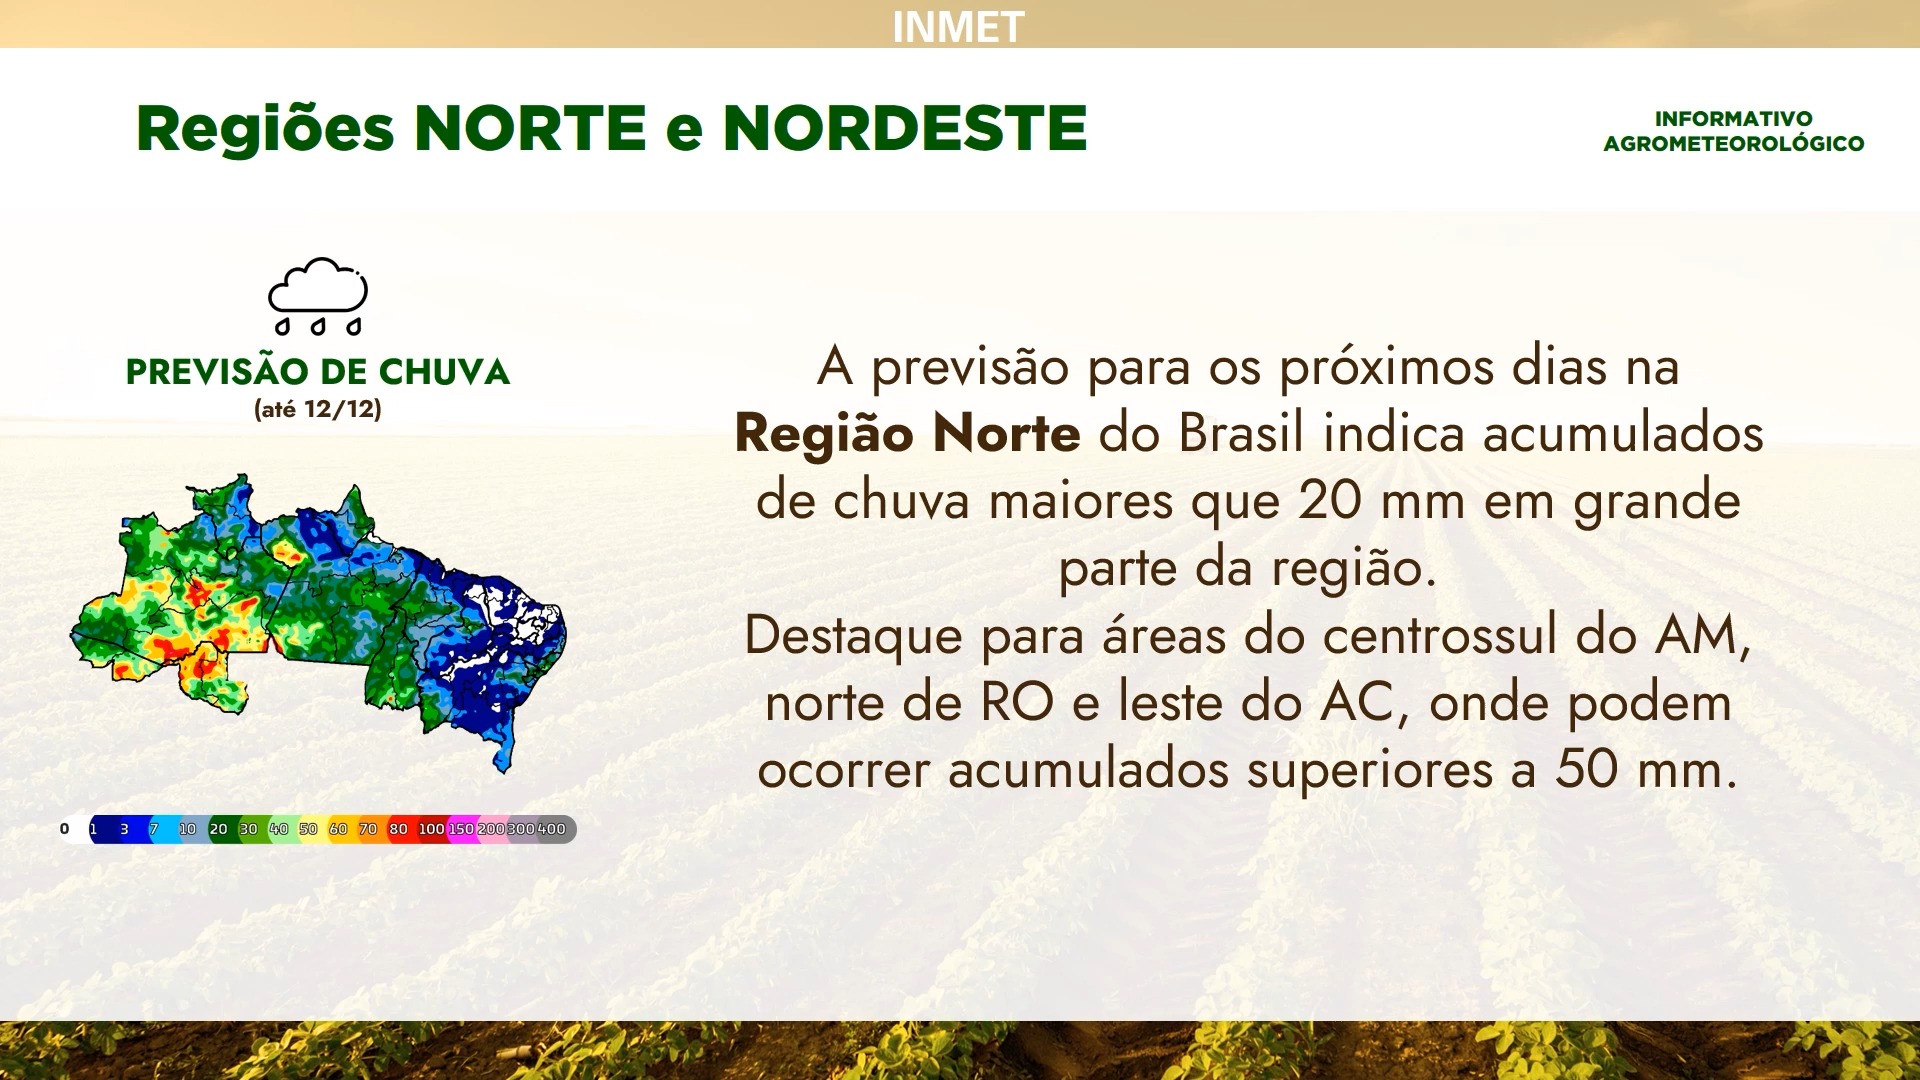 INMET
Regiões NORTE e NORDESTE
INFORMATIVO
AGROMETEOROLÓGICO
PREVISÃO DE CHUVA
(até 12/12)
0 1 3 7 10 20 30 40 50 60 70 80 100 150 200 300 400
A previsão para os próximos dias na
Região Norte do Brasil indica acumulados
de chuva maiores que 20 mm em grande
parte da região.
Destaque para áreas do centrossul do AM,
norte de RO e leste do AC, onde podem
ocorrer acumulados superiores a 50 mm.